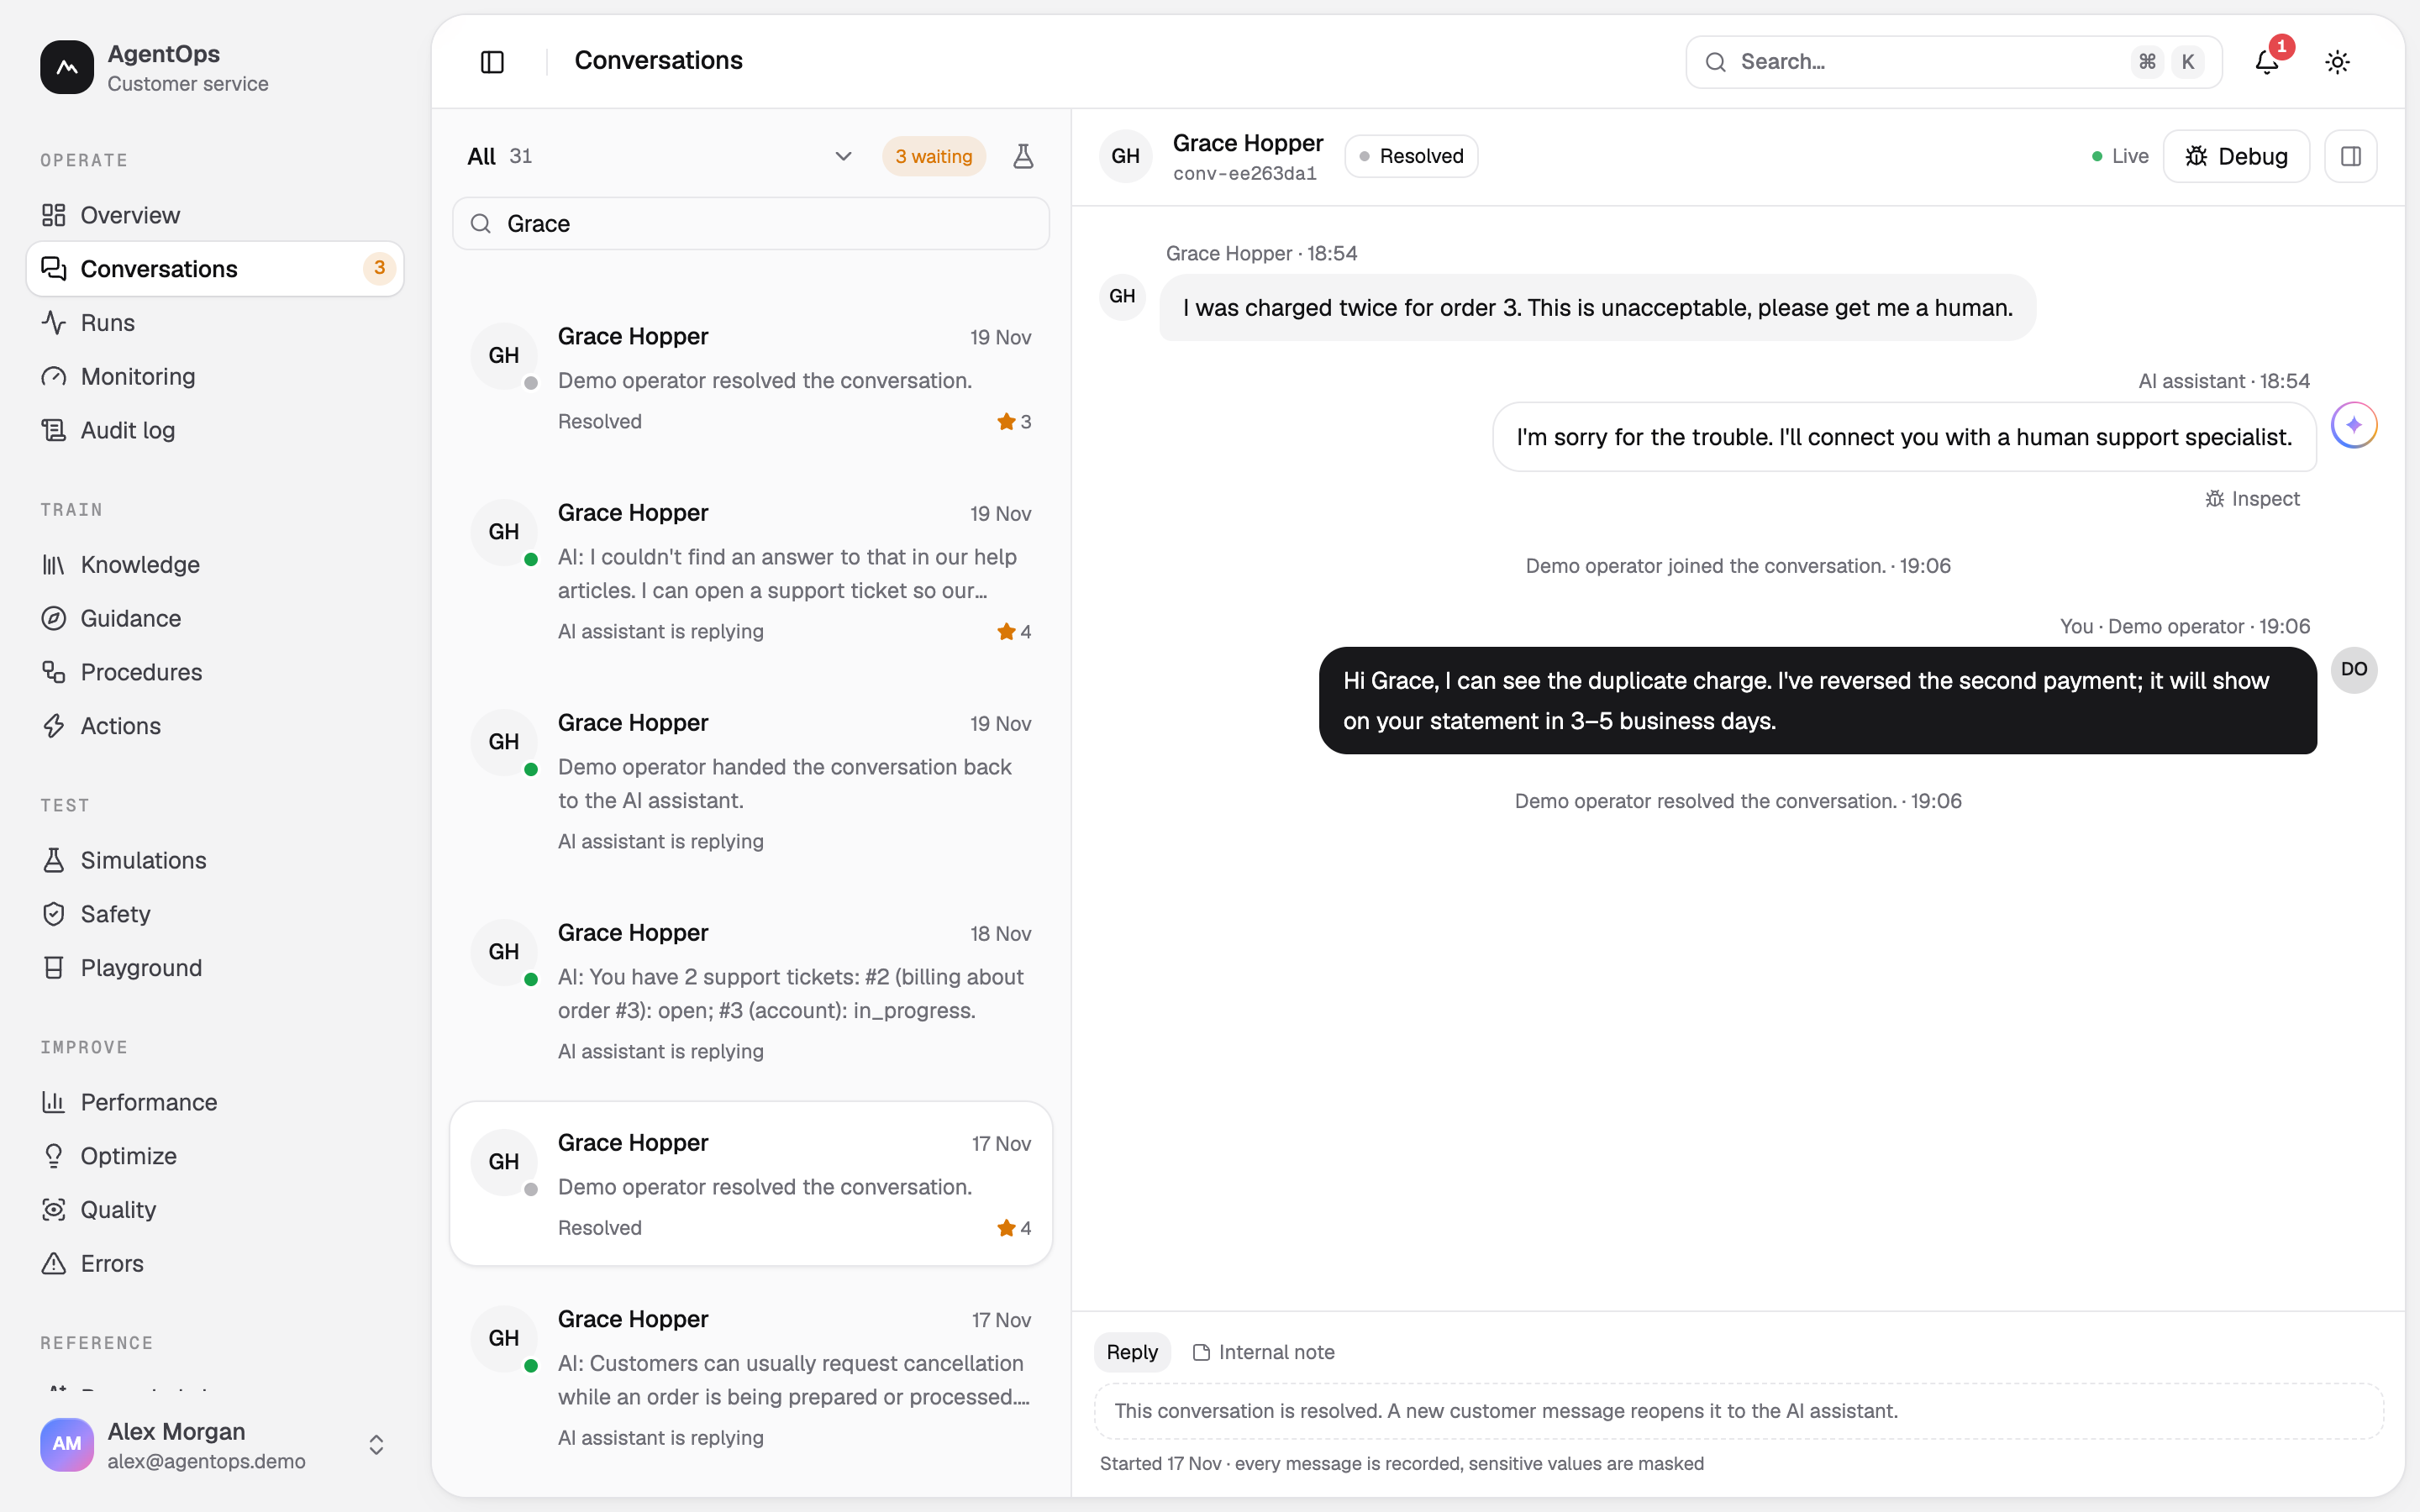 AgentOps
Customer service
OPERATE
Overview
Conversations 3
Runs
Monitoring
Audit log
TRAIN
Knowledge
Guidance
Procedures
Actions
TEST
Simulations
Safety
Playground
IMPROVE
Performance
Optimize
Quality
Errors
REFERENCE
AM
Alex Morgan
alex@agentops.demo
Conversations
Search...
⌘ K
1
All 31
3 waiting
Grace
GH
Grace Hopper 19 Nov
Demo operator resolved the conversation.
Resolved 3
GH
Grace Hopper 19 Nov
AI: I couldn't find an answer to that in our help
articles. I can open a support ticket so our...
AI assistant is replying 4
GH
Grace Hopper 19 Nov
Demo operator handed the conversation back
to the AI assistant.
AI assistant is replying
GH
Grace Hopper 18 Nov
AI: You have 2 support tickets: #2 (billing about
order #3): open; #3 (account): in_progress.
AI assistant is replying
GH
Grace Hopper 17 Nov
Demo operator resolved the conversation.
Resolved 4
GH
Grace Hopper 17 Nov
AI: Customers can usually request cancellation
while an order is being prepared or processed....
AI assistant is replying
GH
Grace Hopper
conv-ee263da1
Resolved
Live
Debug
Grace Hopper · 18:54
GH
I was charged twice for order 3. This is unacceptable, please get me a human.
AI assistant · 18:54
I'm sorry for the trouble. I'll connect you with a human support specialist.
Inspect
Demo operator joined the conversation. · 19:06
You · Demo operator · 19:06
Hi Grace, I can see the duplicate charge. I've reversed the second payment; it will show
on your statement in 3–5 business days.
DO
Demo operator resolved the conversation. · 19:06
Reply
Internal note
This conversation is resolved. A new customer message reopens it to the AI assistant.
Started 17 Nov · every message is recorded, sensitive values are masked